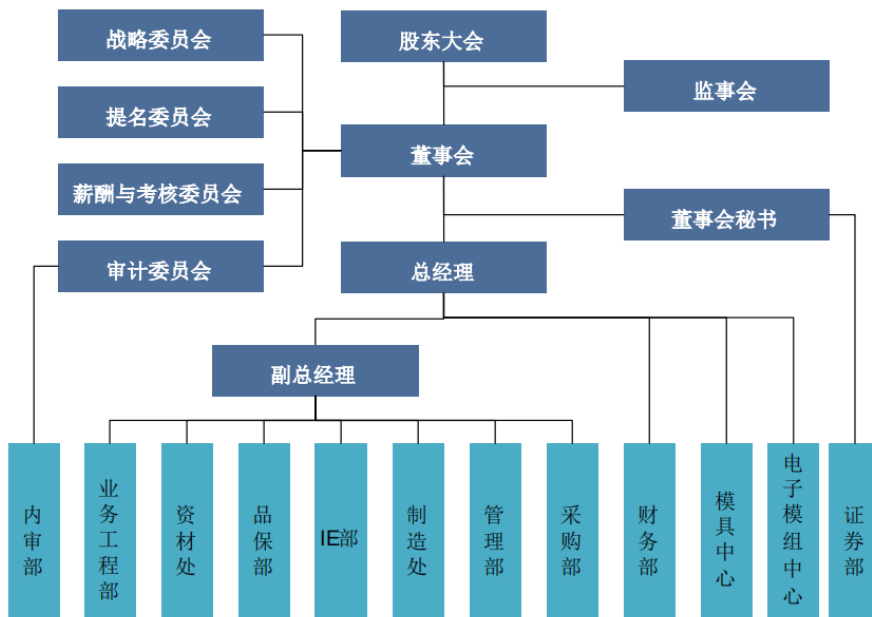 战略委员会
股东大会
监事会
提名委员会
董事会
薪酬与考核委员会
董事会秘书
审计委员会
总经理
副总经理
内审部
业务工程部
资材处
品保部
IE部
制造处
管理部
采购部
财务部
模具中心
电子模组中心
证券部